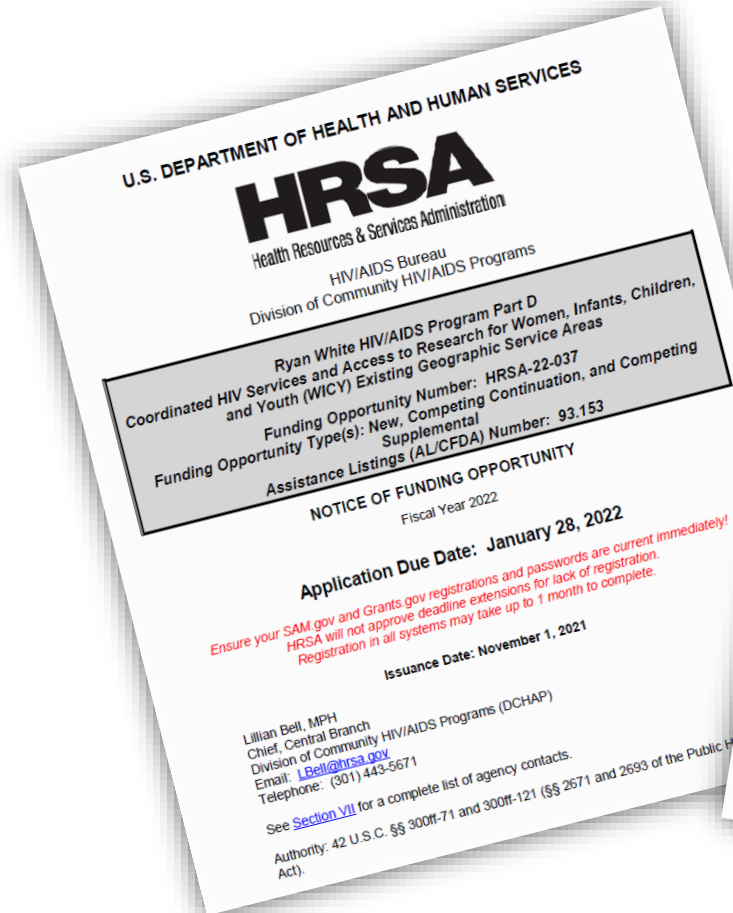 U.S. DEPARTMENT OF HEALTH AND HUMAN SERVICES
HRSA
Health Resources & Services Administration
HIV/AIDS Bureau
Division of Community HIV/AIDS Programs
Ryan White HIV/AIDS Program Part D
Coordinated HIV Services and Access to Research for Women, Infants, Children,
and Youth (WICY) Existing Geographic Service Areas
Funding Opportunity Number: HRSA-22-037
Funding Opportunity Type(s): New, Competing Continuation, and Competing
Supplemental
Assistance Listings (AL/CFDA) Number: 93.153
NOTICE OF FUNDING OPPORTUNITY
Fiscal Year 2022
Application Due Date: January 28, 2022
Ensure your SAM.gov and Grants.gov registrations and passwords are current immediately!
HRSA will not approve deadline extensions for lack of registration.
Registration in all systems may take up to 1 month to complete.
Issuance Date: November 1, 2021
Lillian Bell, MPH
Chief, Central Branch
Division of Community HIV/AIDS Programs (DCHAP)
Email: LBell@hrsa.gov
Telephone: (301) 443-5671
See Section VII for a complete list of agency contacts.
Authority: 42 U.S.C. §§ 300ff-71 and 300ff-121 (§§ 2671 and 2693 of the Public H
Act).